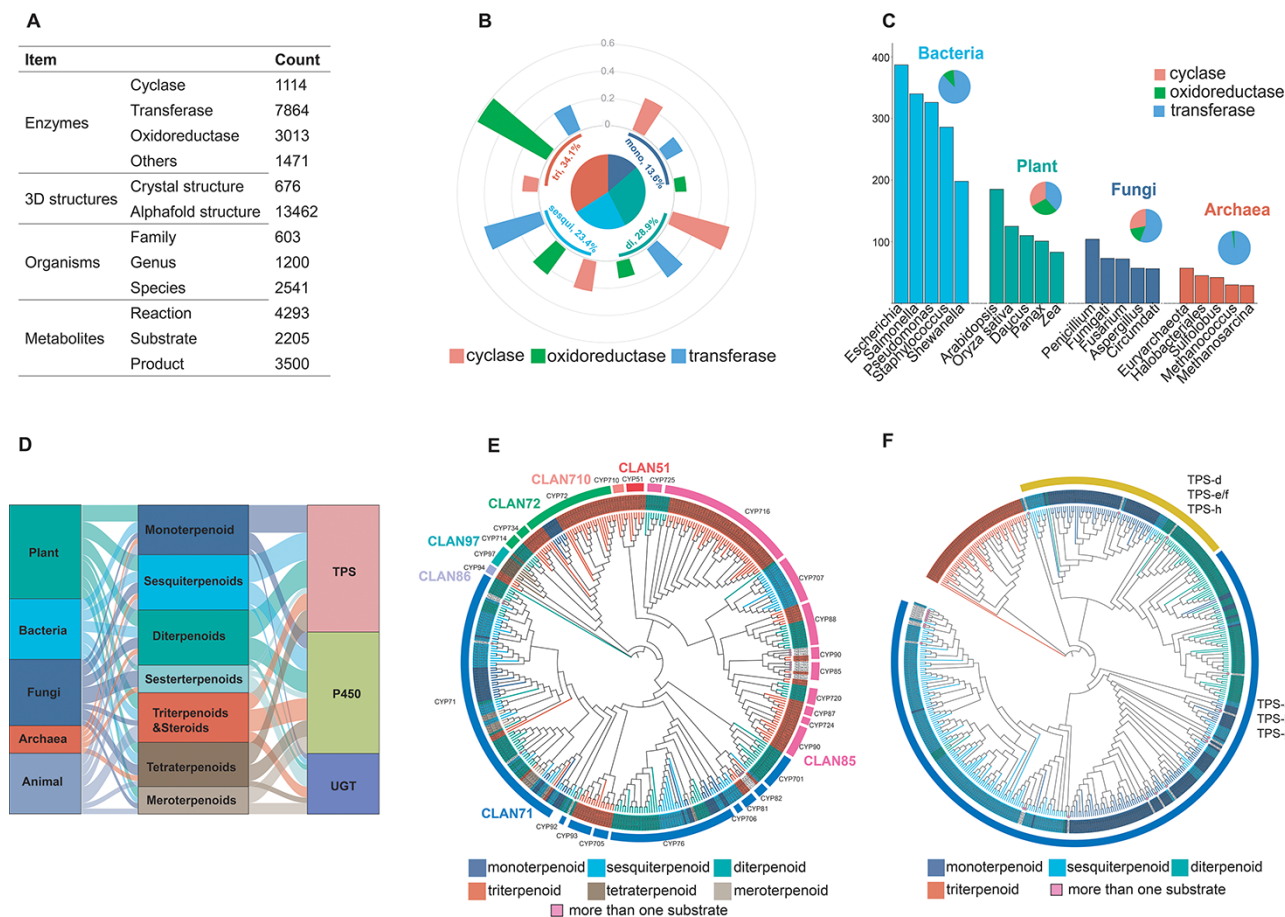 A
Item Count
Enzymes
Cyclase 1114
Transferase 7864
Oxidoreductase 3013
Others 1471
3D structures
Crystal structure 676
Alphafold structure 13462
Organisms
Family 603
Genus 1200
Species 2541
Metabolites
Reaction 4293
Substrate 2205
Product 3500
B
0.6
0.4
0.2
0
tri, 34.1%
mono, 13.6%
sesqui, 23.4%
di, 28.9%
cyclase oxidoreductase transferase
C
400
300
200
100
Bacteria
Plant
Fungi
Archaea
cyclase
oxidoreductase
transferase
Escherichia
Salmonella
Pseudomonas
Staphylococcus
Shewanella
Arabidopsis
Oryza sativa
Daucus
Panax
Zea
Penicillium
Fumigati
Fusarium
Aspergillus
Circumdati
Euryarchaeota
Halobacteriales
Sulfolobus
Methanococcus
Methanosarcina
D
Plant
Bacteria
Fungi
Archaea
Animal
Monoterpenoid
Sesquiterpenoids
Diterpenoids
Sesterterpenoids
Triterpenoids
&Steroids
Tetraterpenoids
Meroterpenoids
TPS
P450
UGT
E
CLAN51
CLAN710
CLAN72
CLAN97
CLAN86
CLAN71
CLAN85
CYP710
CYP51
CYP725
CYP72
CYP716
CYP734
CYP714
CYP97
CYP94
CYP707
CYP88
CYP90
CYP85
CYP720
CYP87
CYP724
CYP90
CYP71
CYP701
CYP82
CYP81
CYP706
CYP76
CYP705
CYP93
CYP92
monoterpenoid sesquiterpenoid diterpenoid
triterpenoid tetraterpenoid meroterpenoid
more than one substrate
F
TPS-d
TPS-e/f
TPS-h
TPS-
TPS-
TPS-
monoterpenoid sesquiterpenoid diterpenoid
triterpenoid more than one substrate